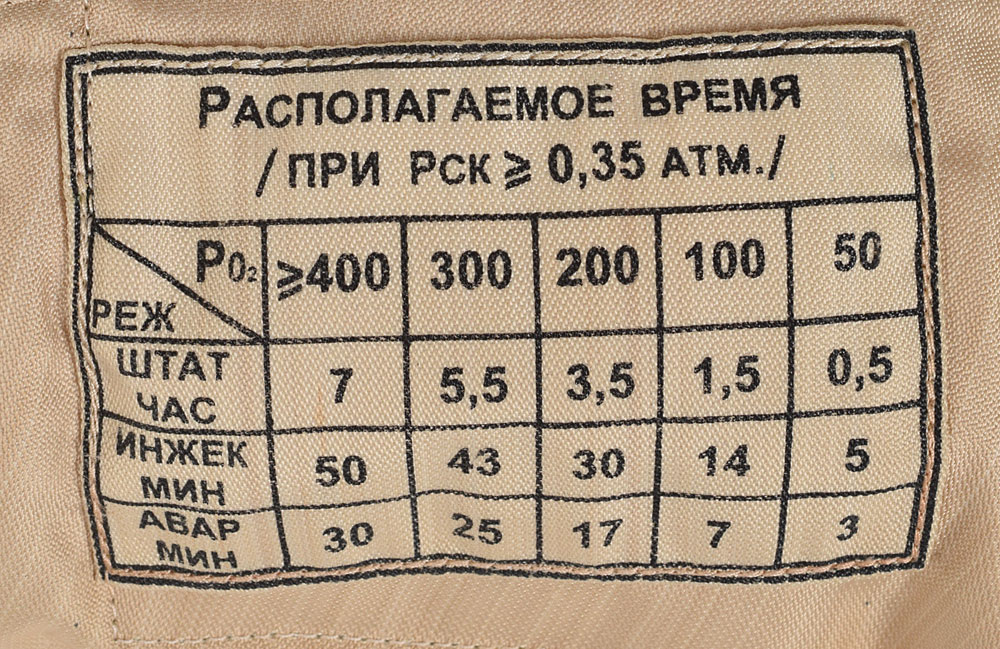 РАСПОЛАГАЕМОЕ ВРЕМЯ
/ПРИ РСК ⩾ 0,35 АТМ./
РО₂ ⩾400 300 200 100 50
РЕЖ
ШТАТ ЧАС 7 5,5 3,5 1,5 0,5
ИНЖЕК МИН 50 43 30 14 5
АВАР МИН 30 25 17 7 3